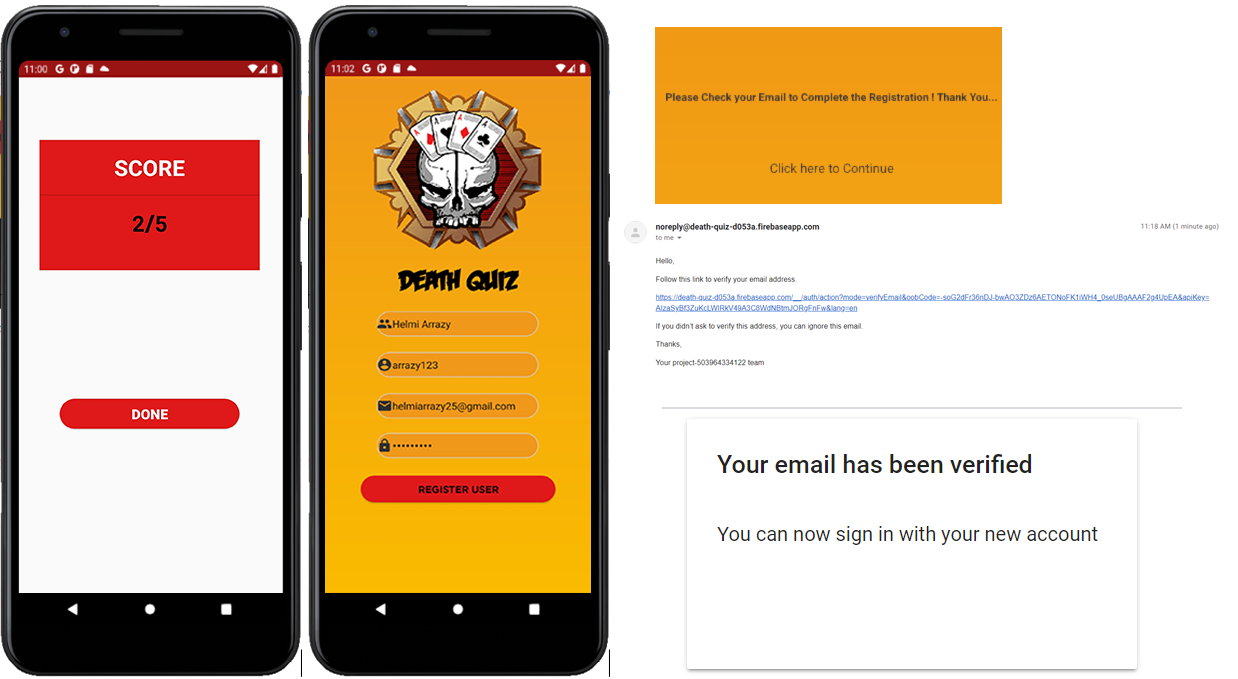 11:00
SCORE
2/5
DONE
11:02
A A A A
DEATH QUIZ
Helmi Arrazy
arrazy123
helmiarrazy25@gmail.com
•••••••••
REGISTER USER
Please Check your Email to Complete the Registration ! Thank You...
Click here to Continue
noreply@death-quiz-d053a.firebaseapp.com
11:18 AM (1 minute ago)
to me
Hello,
Follow this link to verify your email address.
https://death-quiz-d053a.firebaseapp.com/__/auth/action?mode=verifyEmail&oobCode=-soG2dFr36nDJ-bwAO3ZDz6AETONoFK1iWH4_0seUBgAAAF2g4UpEA&apiKey=
AIzaSyBf3ZuKcLWIRkV49A3C8WdNBtmJORgFnFw&lang=en
If you didn't ask to verify this address, you can ignore this email.
Thanks,
Your project-503964334122 team
Your email has been verified
You can now sign in with your new account